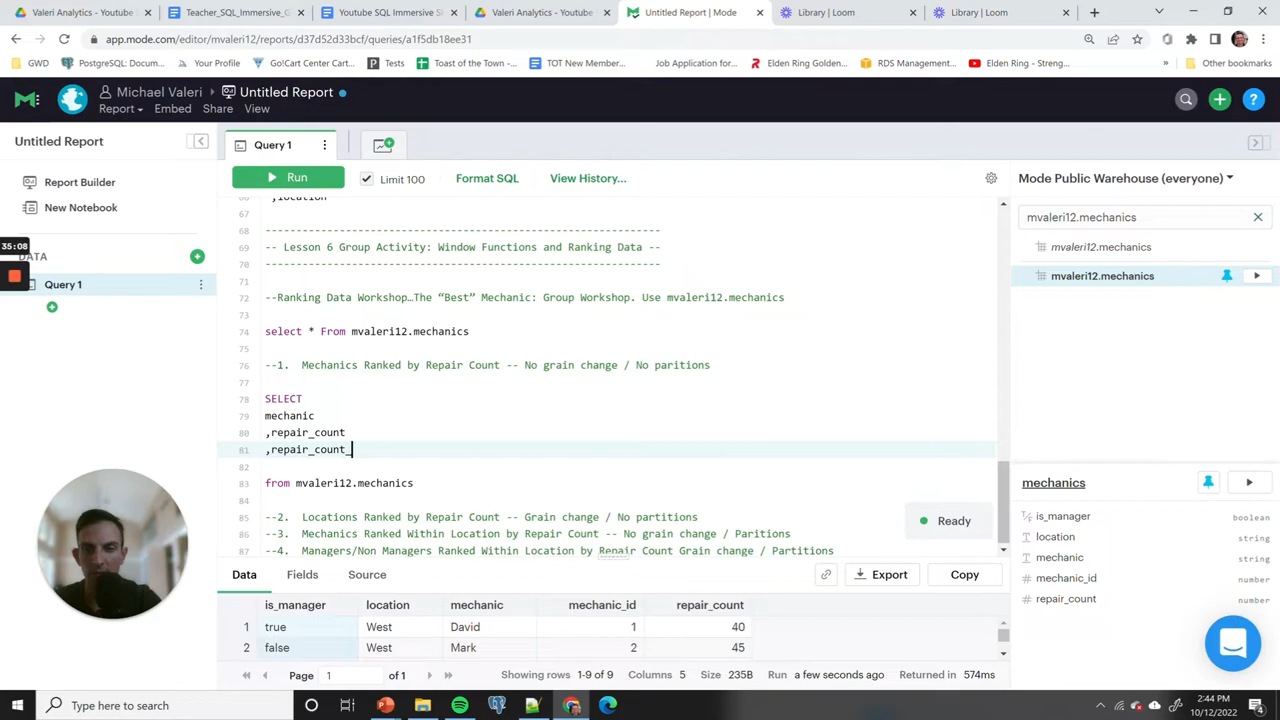 Valeri Analytics - Youtube
Teacher_SQL_Immersive_G
Youtube SQL Immersive S
Valeri Analytics - Youtube
Untitled Report | Mode
Library | Loom
Library | Loom
app.mode.com/editor/mvaleri12/reports/d37d52d33bcf/queries/a1f5db18ee31
GWD
PostgreSQL: Docum...
Your Profile
Go!Cart Center Cart...
Tests
Toast of the Town -...
TOT New Member...
Job Application for...
Elden Ring Golden...
RDS Management...
Elden Ring - Streng...
Other bookmarks
Michael Valeri
Untitled Report
Report
Embed
Share
View
Untitled Report
Query 1
Report Builder
New Notebook
35:08
DATA
Query 1
Run
Limit 100
Format SQL
View History...
Mode Public Warehouse (everyone)
mvaleri12.mechanics
mvaleri12.mechanics
mvaleri12.mechanics
66 ,location
67
68 -----------------------------------------------------------------
69 -- Lesson 6 Group Activity: Window Functions and Ranking Data --
70 -----------------------------------------------------------------
71
72 --Ranking Data Workshop…The “Best” Mechanic: Group Workshop. Use mvaleri12.mechanics
73
74 select * From mvaleri12.mechanics
75
76 --1. Mechanics Ranked by Repair Count -- No grain change / No paritions
77
78 SELECT
79 mechanic
80 ,repair_count
81 ,repair_count_
82
83 from mvaleri12.mechanics
84
85 --2. Locations Ranked by Repair Count -- Grain change / No partitions
86 --3. Mechanics Ranked Within Location by Repair Count -- No grain change / Paritions
87 --4. Managers/Non Managers Ranked Within Location by Repair Count Grain change / Partitions
Ready
mechanics
is_manager boolean
location string
mechanic string
mechanic_id number
repair_count number
Data
Fields
Source
Export
Copy
is_manager location mechanic mechanic_id repair_count
1 true West David 1 40
2 false West Mark 2 45
Page 1 of 1
Showing rows 1-9 of 9 Columns 5 Size 235B Run a few seconds ago Returned in 574ms
Type here to search
2:44 PM
10/12/2022